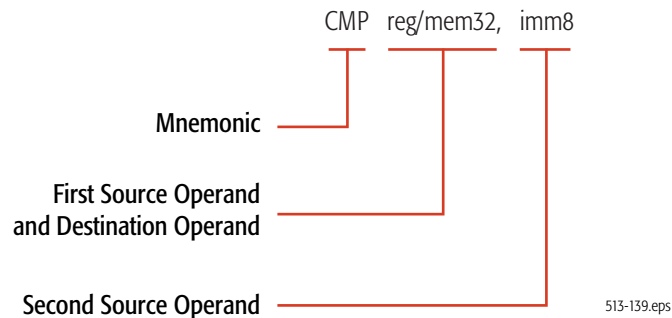 CMP reg/mem32, imm8
Mnemonic
First Source Operand
and Destination Operand
Second Source Operand
513-139.eps